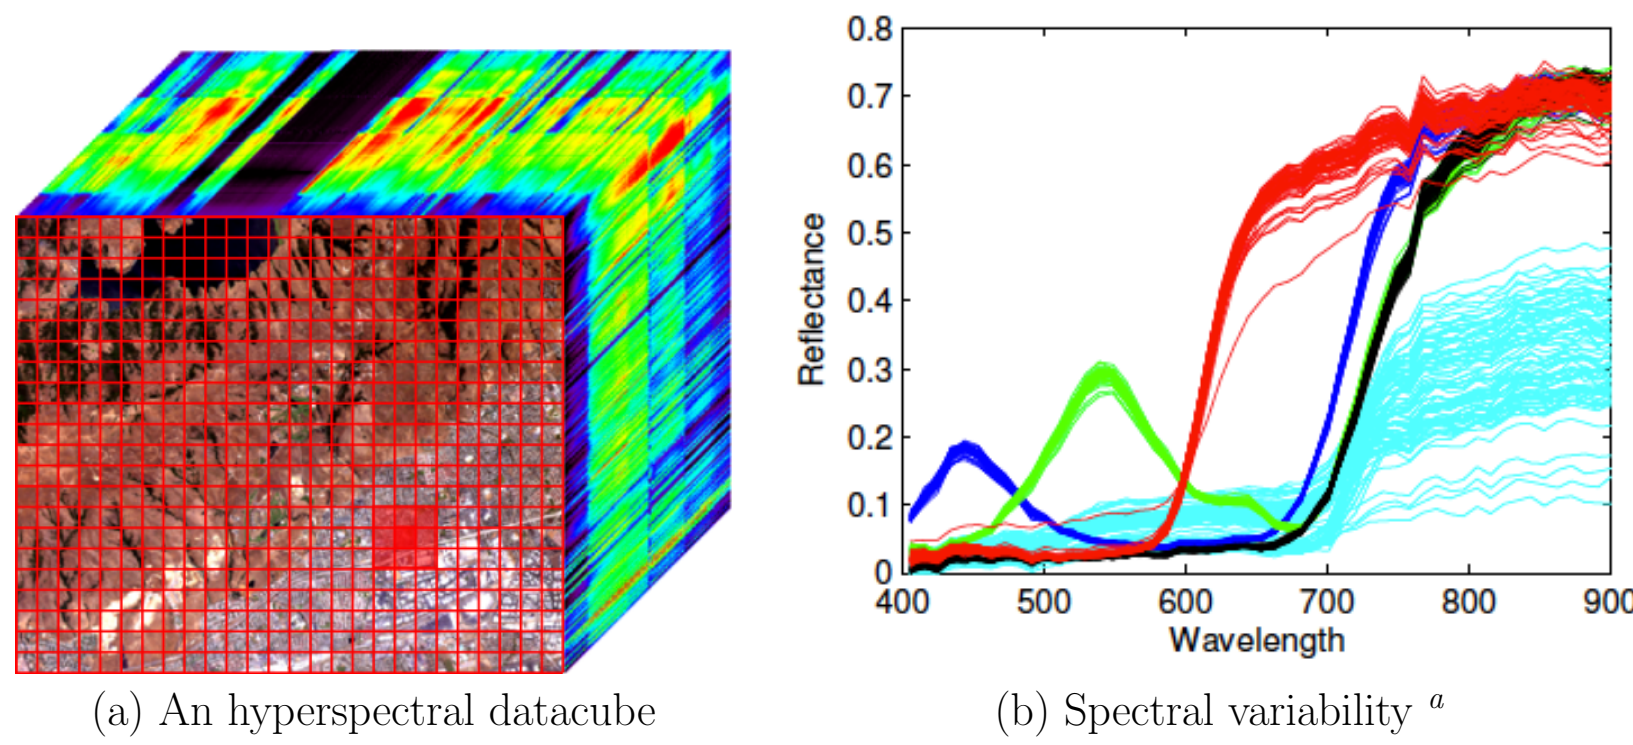 0.8
0.7
0.6
0.5
0.4
0.3
0.2
0.1
0
Reflectance
400 500 600 700 800 900
Wavelength
(a) An hyperspectral datacube
(b) Spectral variability a